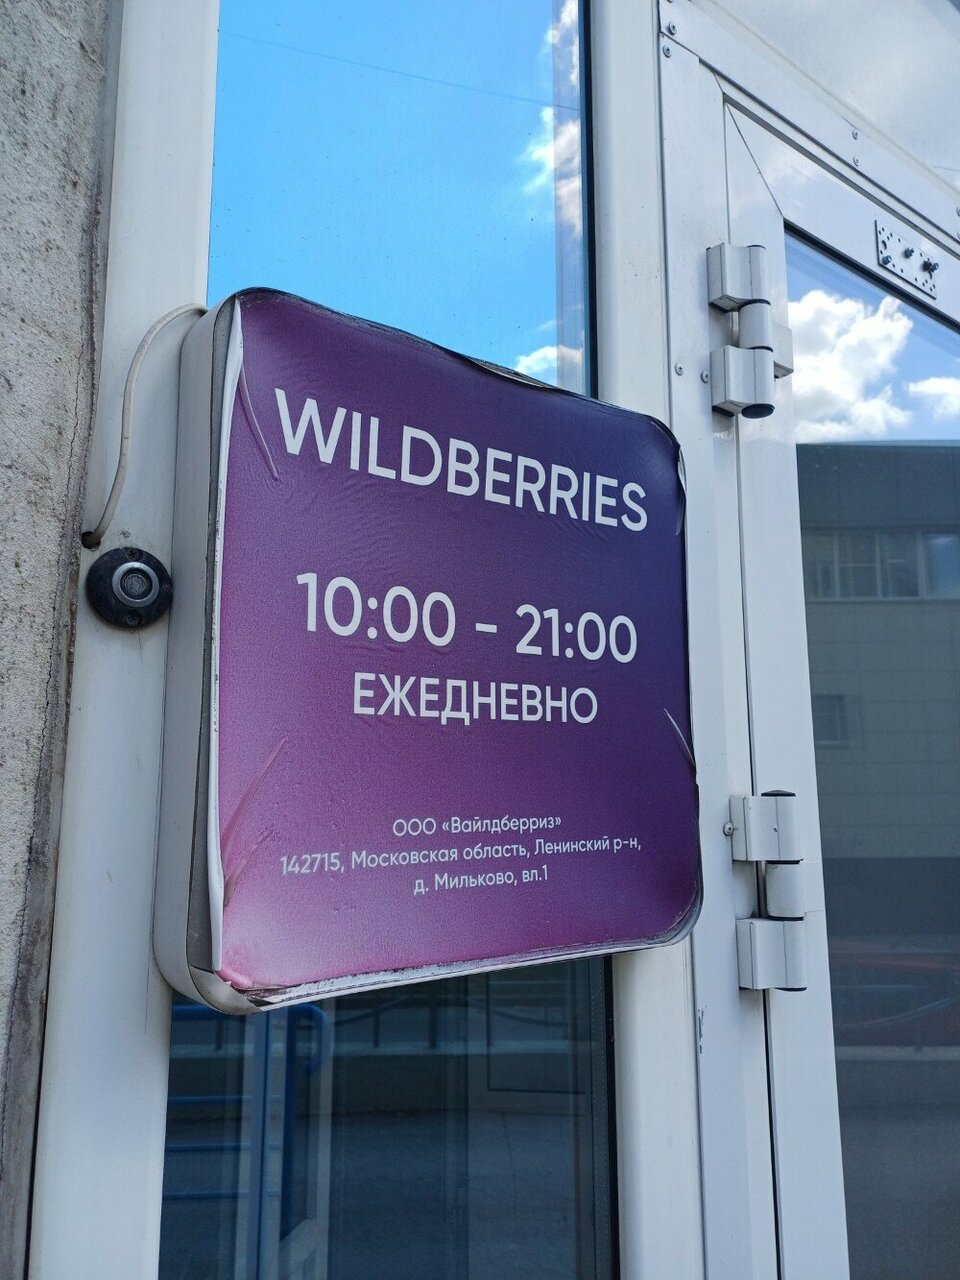 WILDBERRIES
10:00 - 21:00
ЕЖЕДНЕВНО
ООО «Вайлдберриз»
142715, Московская область, Ленинский р-н,
д. Мильково, вл.1